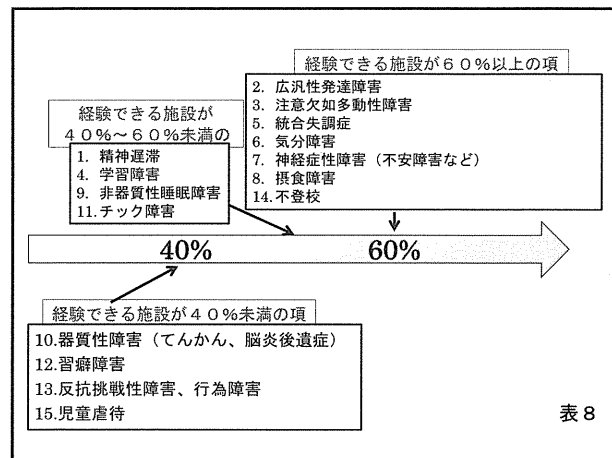 経験できる施設が60%以上の項
2. 広汎性発達障害
3. 注意欠如多動性障害
5. 統合失調症
6. 気分障害
7. 神経症性障害(不安障害など)
8. 摂食障害
14.不登校
経験できる施設が
40%~60%未満の
1. 精神遅滞
4. 学習障害
9. 非器質性睡眠障害
11.チック障害
40%
60%
経験できる施設が40%未満の項
10.器質性障害(てんかん、脳炎後遺症)
12.習癖障害
13.反抗挑戦性障害、行為障害
15.児童虐待
表8